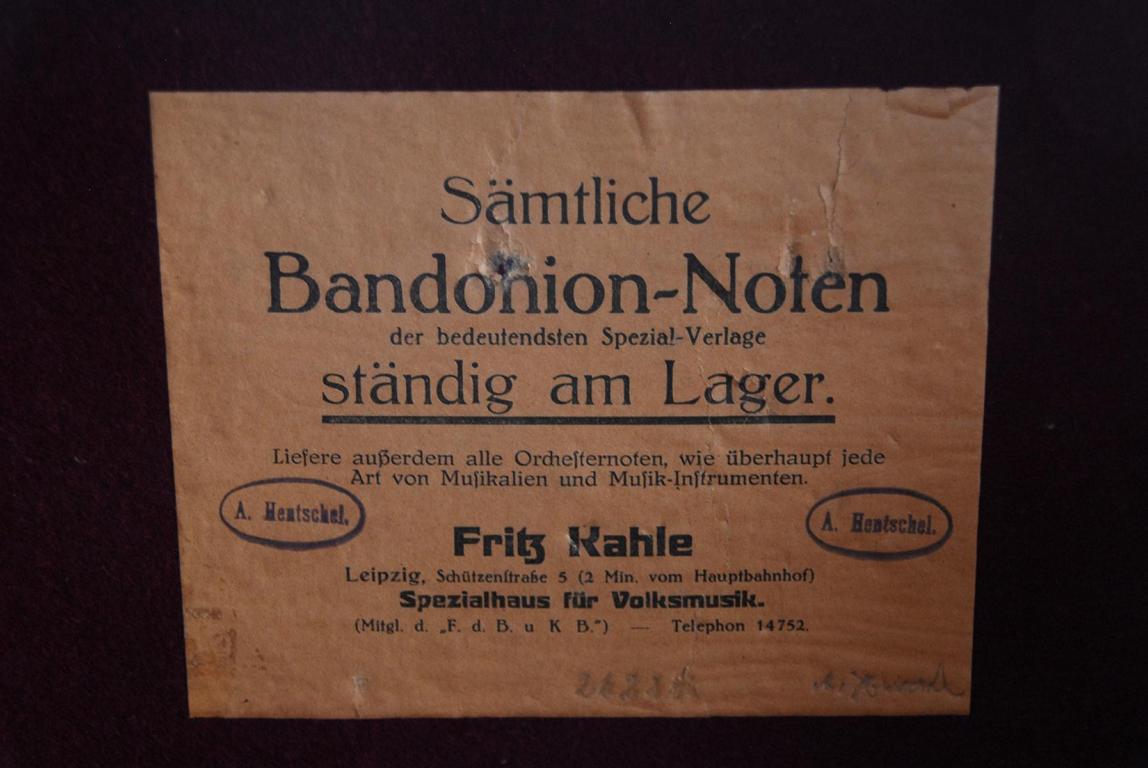 Sämtliche
Bandonion-Noten
der bedeutendsten Spezial-Verlage
ständig am Lager.
Liefere außerdem alle Orcheſternoten, wie überhaupt jede
Art von Muſikalien und Muſik-Inſtrumenten.
A. Hentschel.
A. Hentschel.
Fritz Kahle
Leipzig, Schützenſtraße 5 (2 Min. vom Hauptbahnhof)
Spezialhaus für Volksmusik.
(Mitgl. d. „F. d. B. u K B.“) — Telephon 14752.